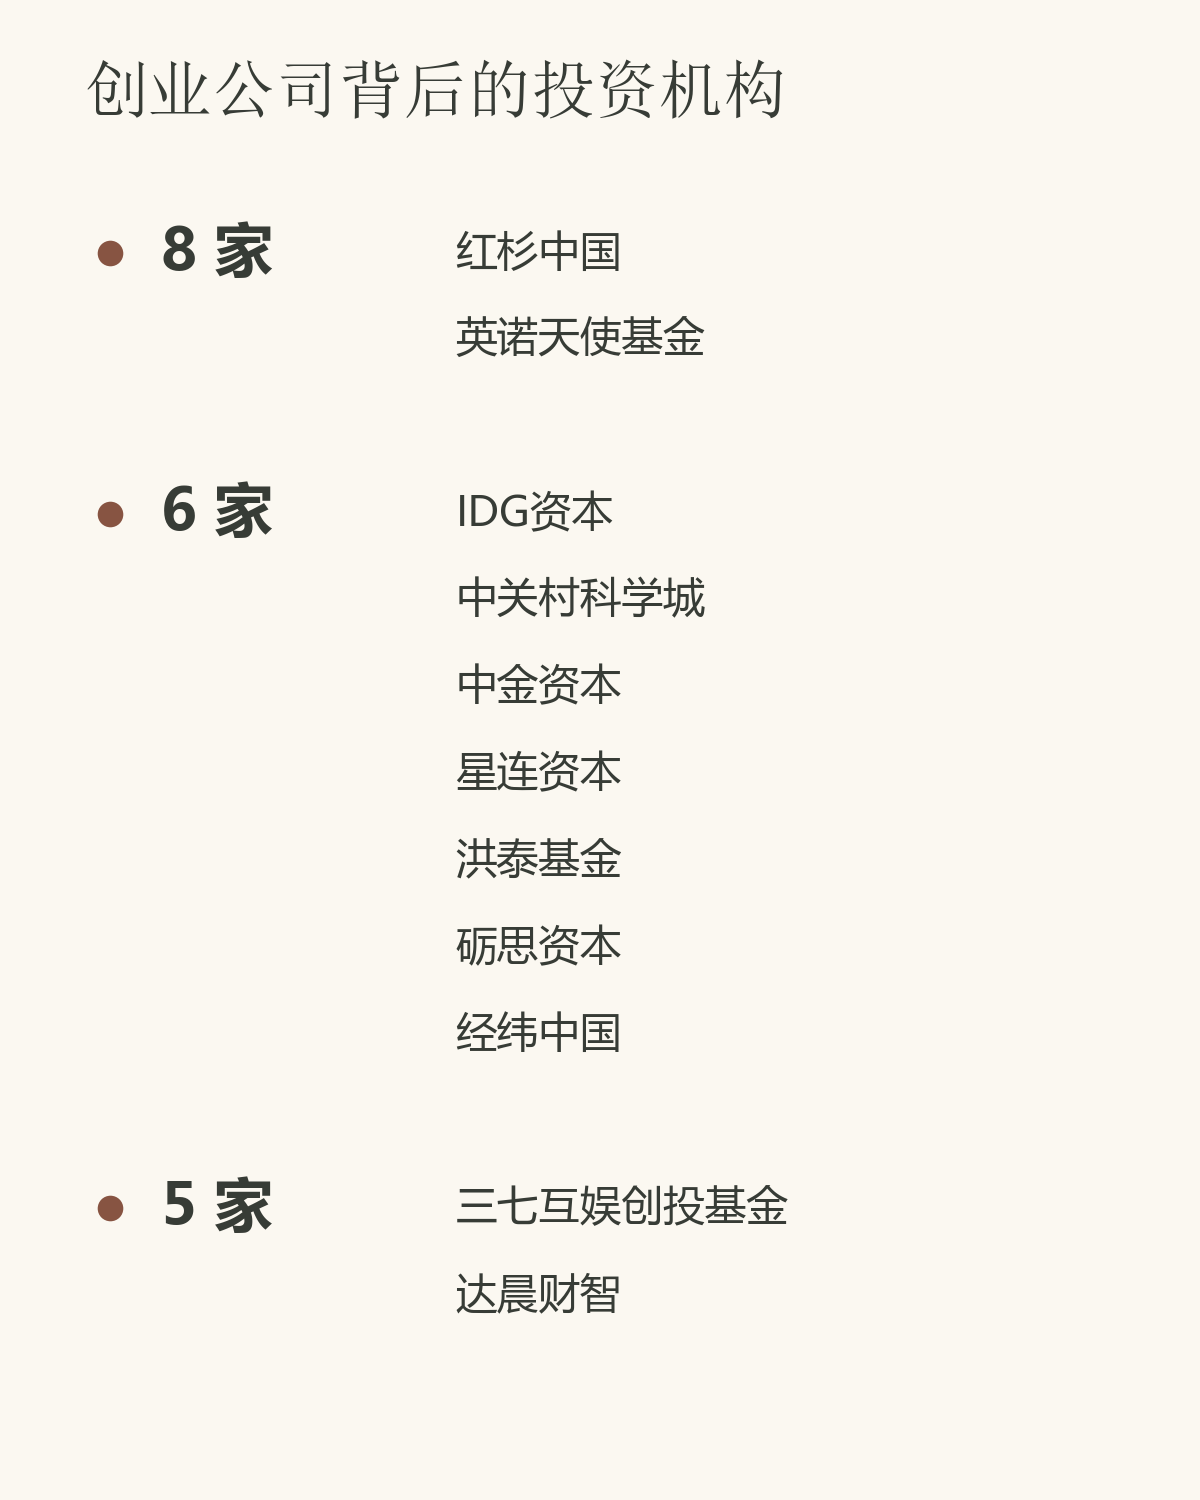 创业公司背后的投资机构
8 家
红杉中国
英诺天使基金
6 家
IDG资本
中关村科学城
中金资本
星连资本
洪泰基金
砺思资本
经纬中国
5 家
三七互娱创投基金
达晨财智